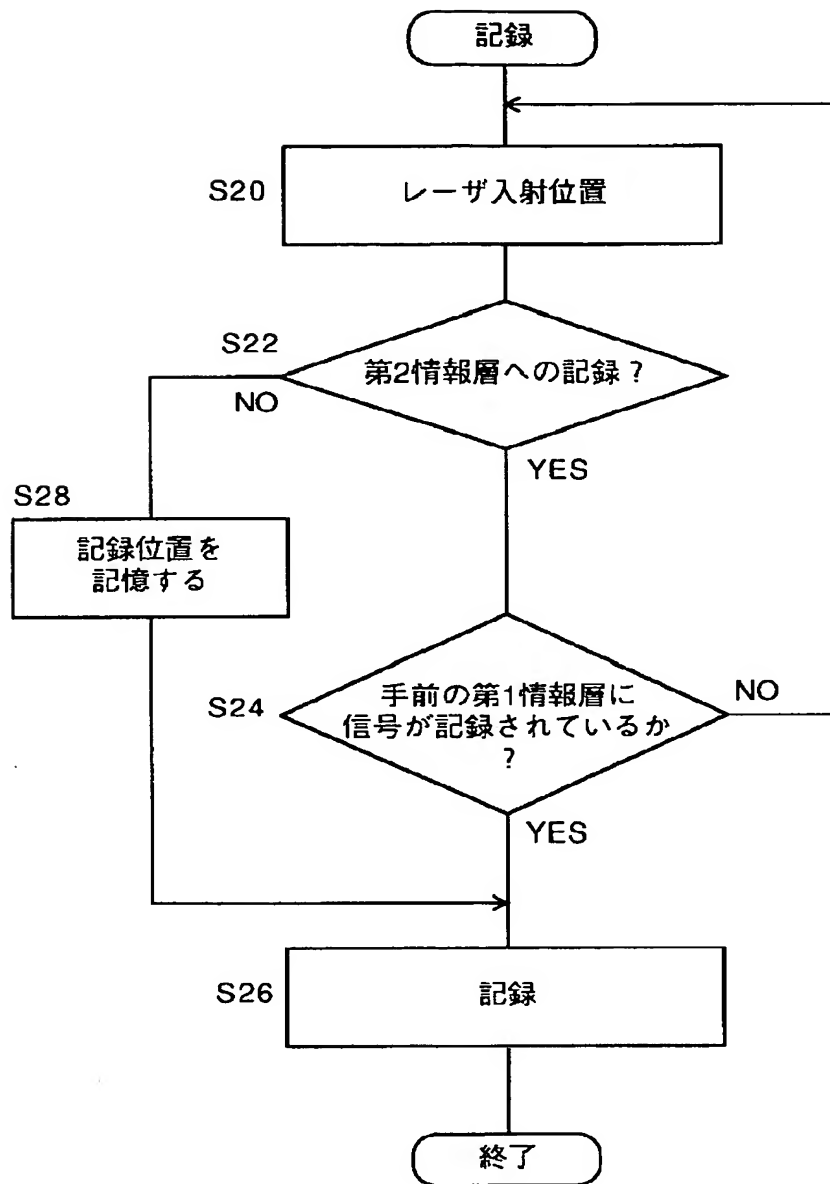 記録
S20
レーザ入射位置
S22
第2情報層への記録？
NO
YES
S28
記録位置を
記憶する
S24
手前の第1情報層に
信号が記録されているか
？
NO
YES
S26
記録
終了